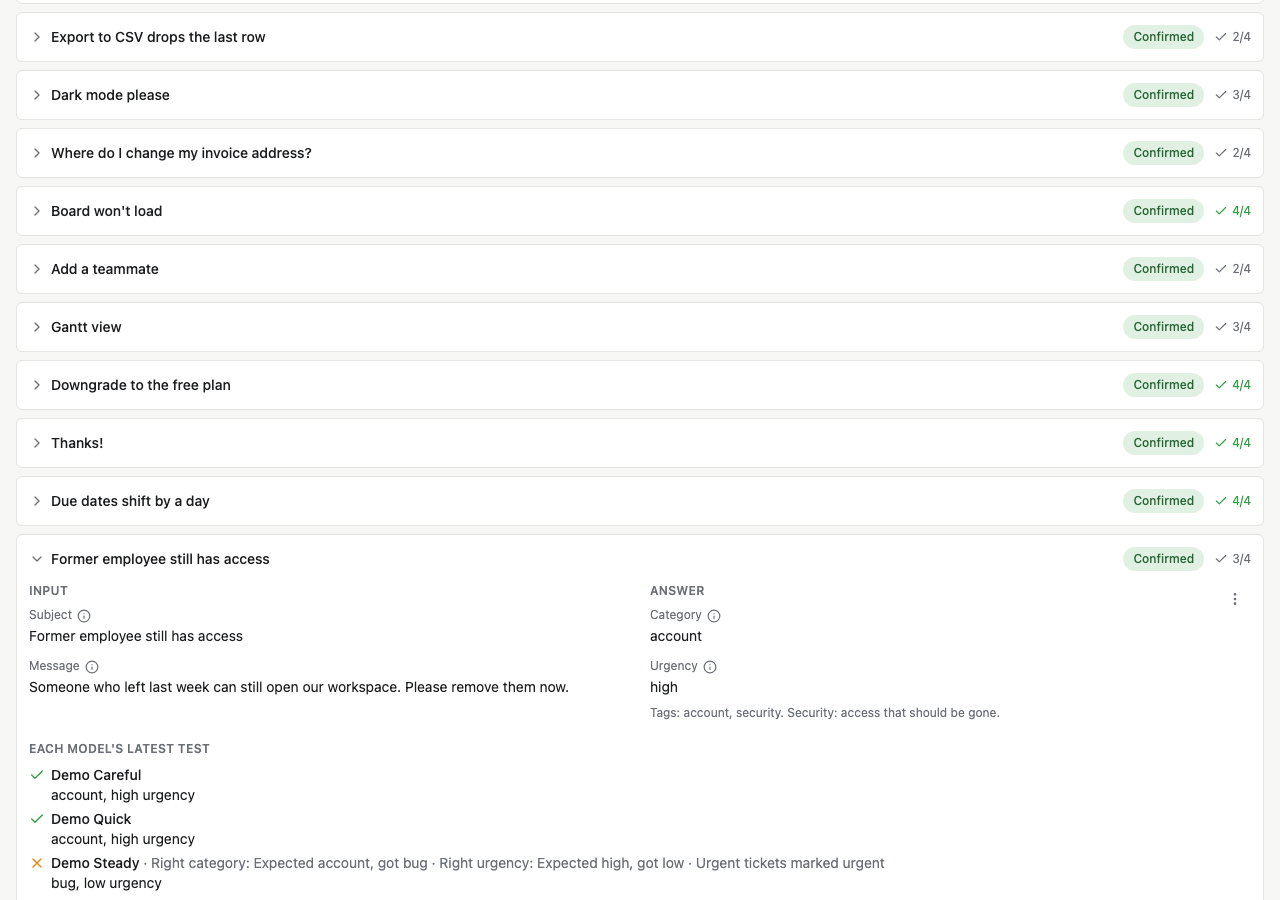 Export to CSV drops the last row
Confirmed 2/4
Dark mode please
Confirmed 3/4
Where do I change my invoice address?
Confirmed 2/4
Board won't load
Confirmed 4/4
Add a teammate
Confirmed 2/4
Gantt view
Confirmed 3/4
Downgrade to the free plan
Confirmed 4/4
Thanks!
Confirmed 4/4
Due dates shift by a day
Confirmed 4/4
Former employee still has access
Confirmed 3/4
INPUT
Subject
Former employee still has access
Message
Someone who left last week can still open our workspace. Please remove them now.
ANSWER
Category
account
Urgency
high
Tags: account, security. Security: access that should be gone.
EACH MODEL'S LATEST TEST
Demo Careful
account, high urgency
Demo Quick
account, high urgency
Demo Steady · Right category: Expected account, got bug · Right urgency: Expected high, got low · Urgent tickets marked urgent
bug, low urgency